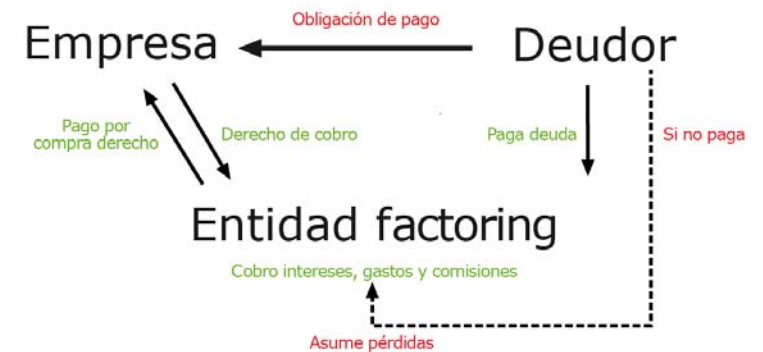 Obligación de pago
Empresa
Deudor
Pago por
compra derecho
Derecho de cobro
Paga deuda
Si no paga
Entidad factoring
Cobro intereses, gastos y comisiones
Asume pérdidas